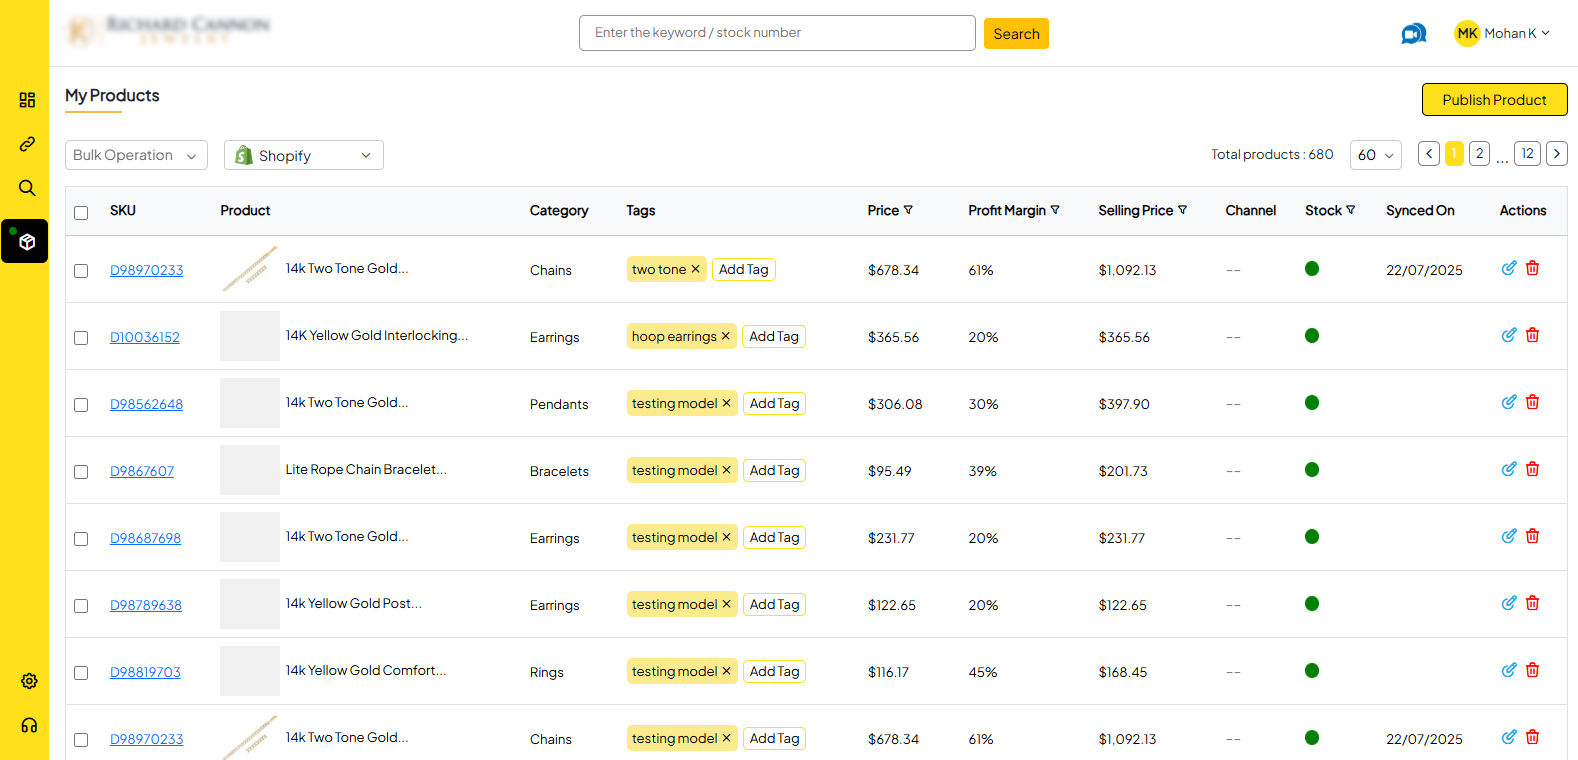 RICHARD CANNON
JEWELRY
Enter the keyword / stock number
Search
MK Mohan K
My Products
Publish Product
Bulk Operation
Shopify
Total products : 680
60
1 2 ... 12
SKU Product Category Tags Price Profit Margin Selling Price Channel Stock Synced On Actions
D98970233 14k Two Tone Gold... Chains two tone × Add Tag $678.34 61% $1,092.13 -- 22/07/2025
D10036152 14K Yellow Gold Interlocking... Earrings hoop earrings × Add Tag $365.56 20% $365.56 --
D98562648 14k Two Tone Gold... Pendants testing model × Add Tag $306.08 30% $397.90 --
D9867607 Lite Rope Chain Bracelet... Bracelets testing model × Add Tag $95.49 39% $201.73 --
D98687698 14k Two Tone Gold... Earrings testing model × Add Tag $231.77 20% $231.77 --
D98789638 14k Yellow Gold Post... Earrings testing model × Add Tag $122.65 20% $122.65 --
D98819703 14k Yellow Gold Comfort... Rings testing model × Add Tag $116.17 45% $168.45 --
D98970233 14k Two Tone Gold... Chains testing model × Add Tag $678.34 61% $1,092.13 -- 22/07/2025